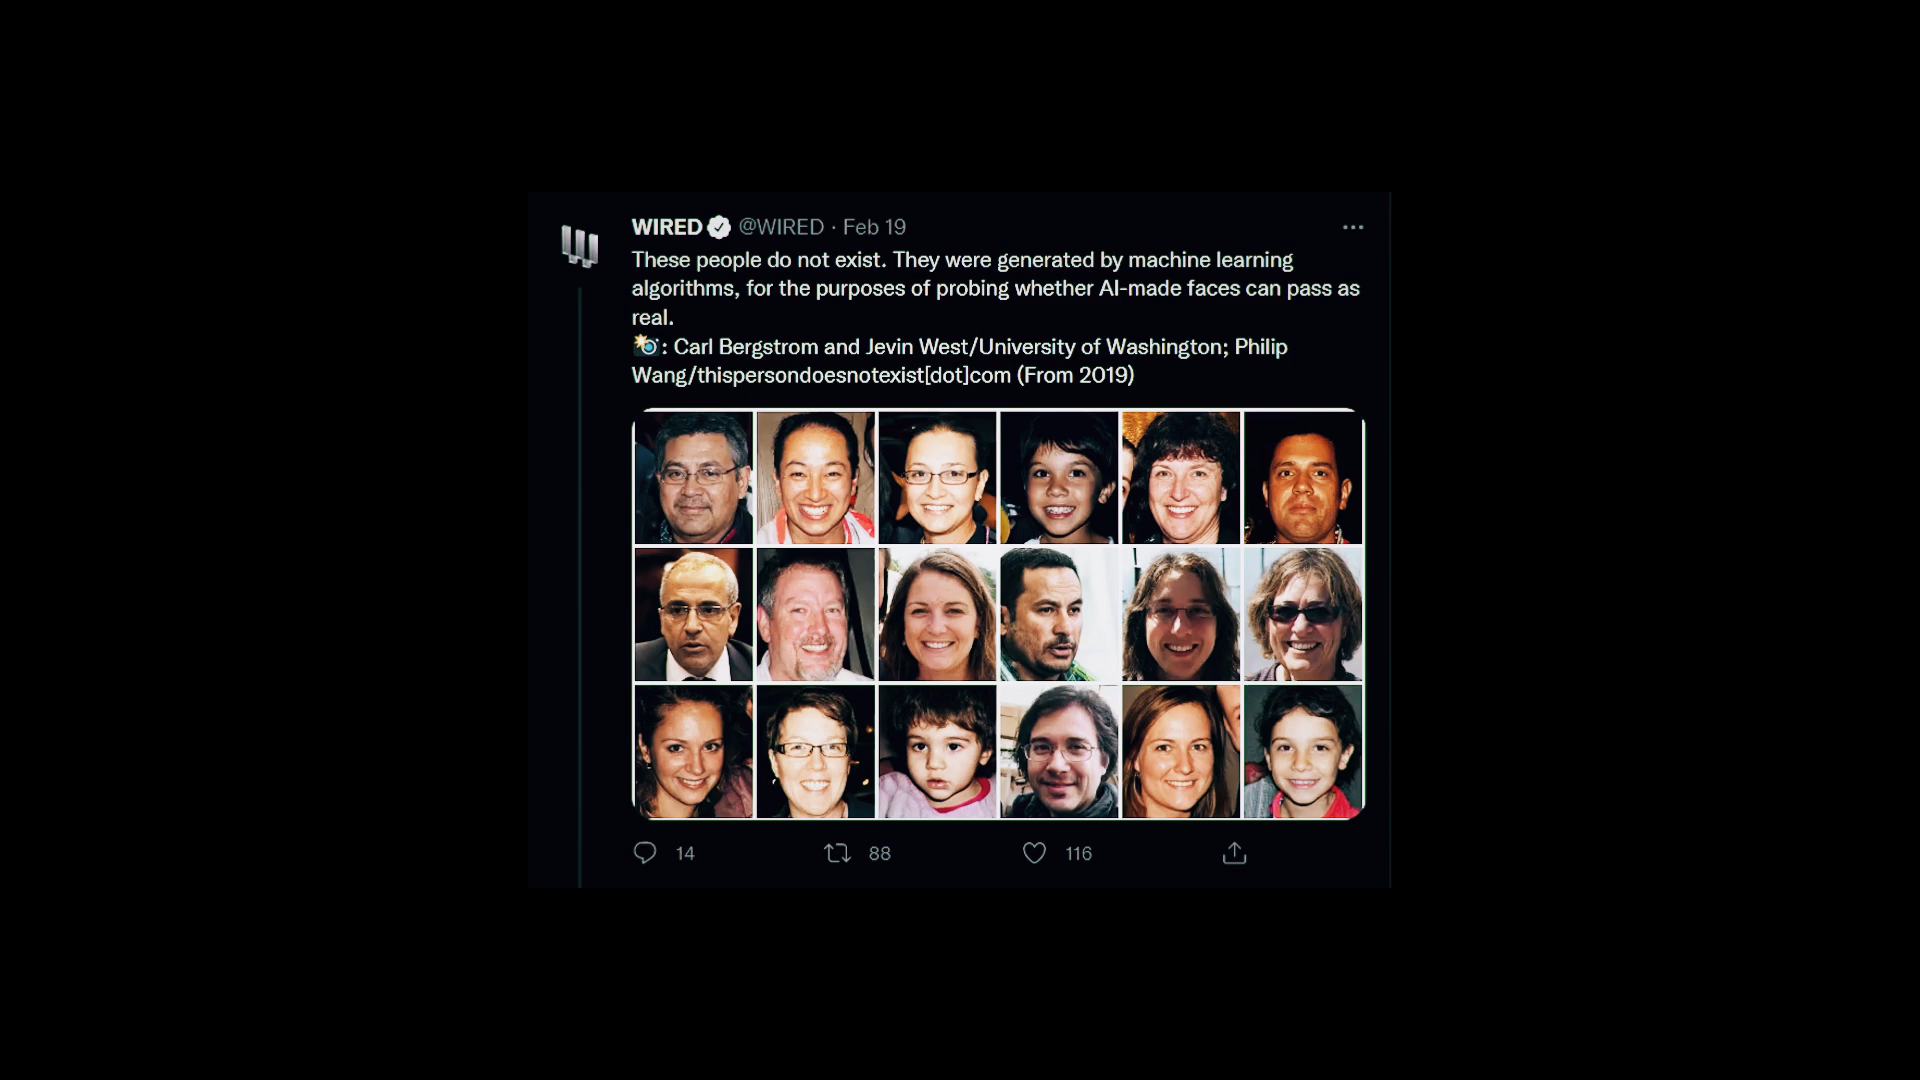 WIRED @WIRED · Feb 19
These people do not exist. They were generated by machine learning
algorithms, for the purposes of probing whether AI-made faces can pass as
real.
📸: Carl Bergstrom and Jevin West/University of Washington; Philip
Wang/thispersondoesnotexist[dot]com (From 2019)
14 88 116